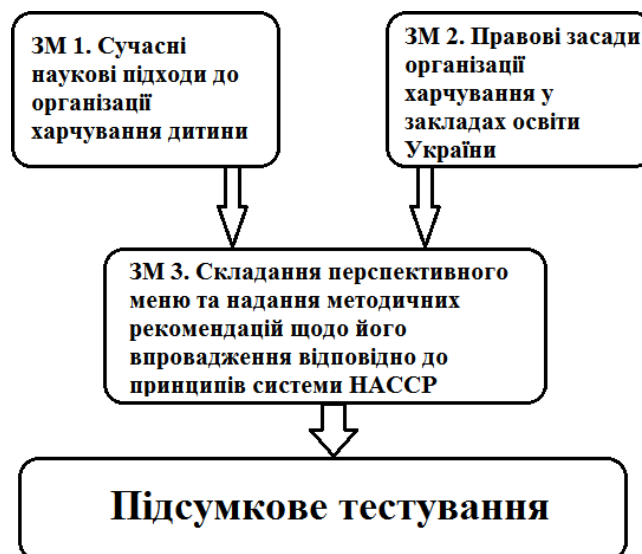 ЗМ 1. Сучасні
наукові підходи до
організації
харчування дитини
ЗМ 2. Правові засади
організації
харчування у
закладах освіти
України
ЗМ 3. Складання перспективного
меню та надання методичних
рекомендацій щодо його
впровадження відповідно до
принципів системи НАССР
Підсумкове тестування